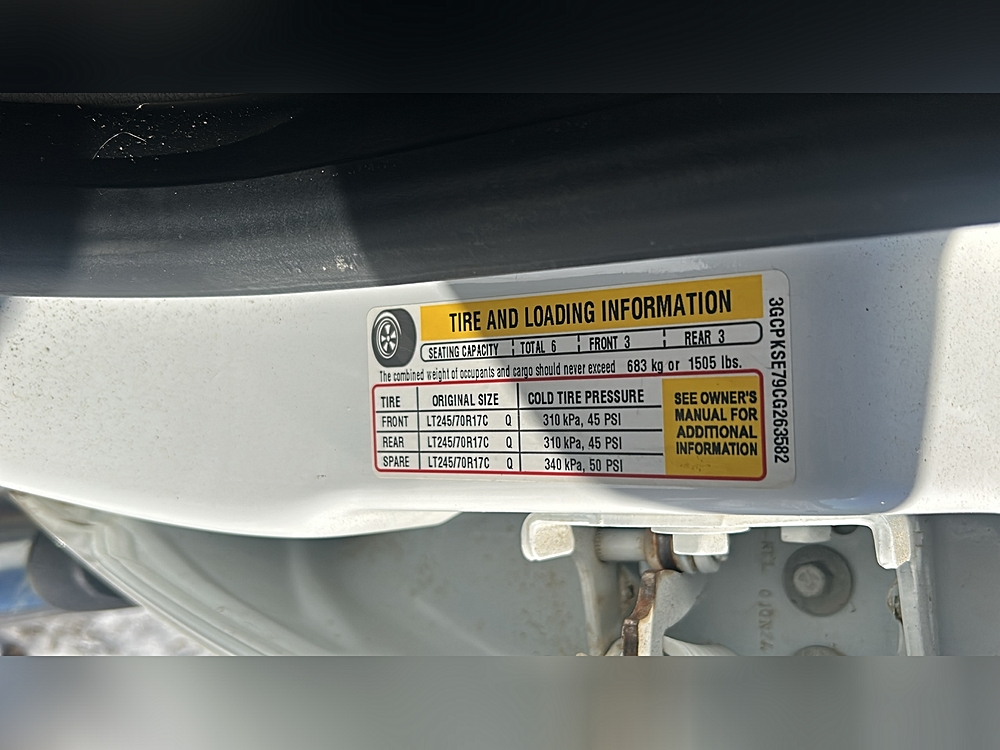 TIRE AND LOADING INFORMATION
SEATING CAPACITY TOTAL 6 FRONT 3 REAR 3
The combined weight of occupants and cargo should never exceed 683 kg or 1505 lbs.
TIRE ORIGINAL SIZE COLD TIRE PRESSURE
FRONT LT245/70R17C Q 310 kPa, 45 PSI
REAR LT245/70R17C Q 310 kPa, 45 PSI
SPARE LT245/70R17C Q 340 kPa, 50 PSI
SEE OWNER'S
MANUAL FOR
ADDITIONAL
INFORMATION
3GCPKSE79CG263582